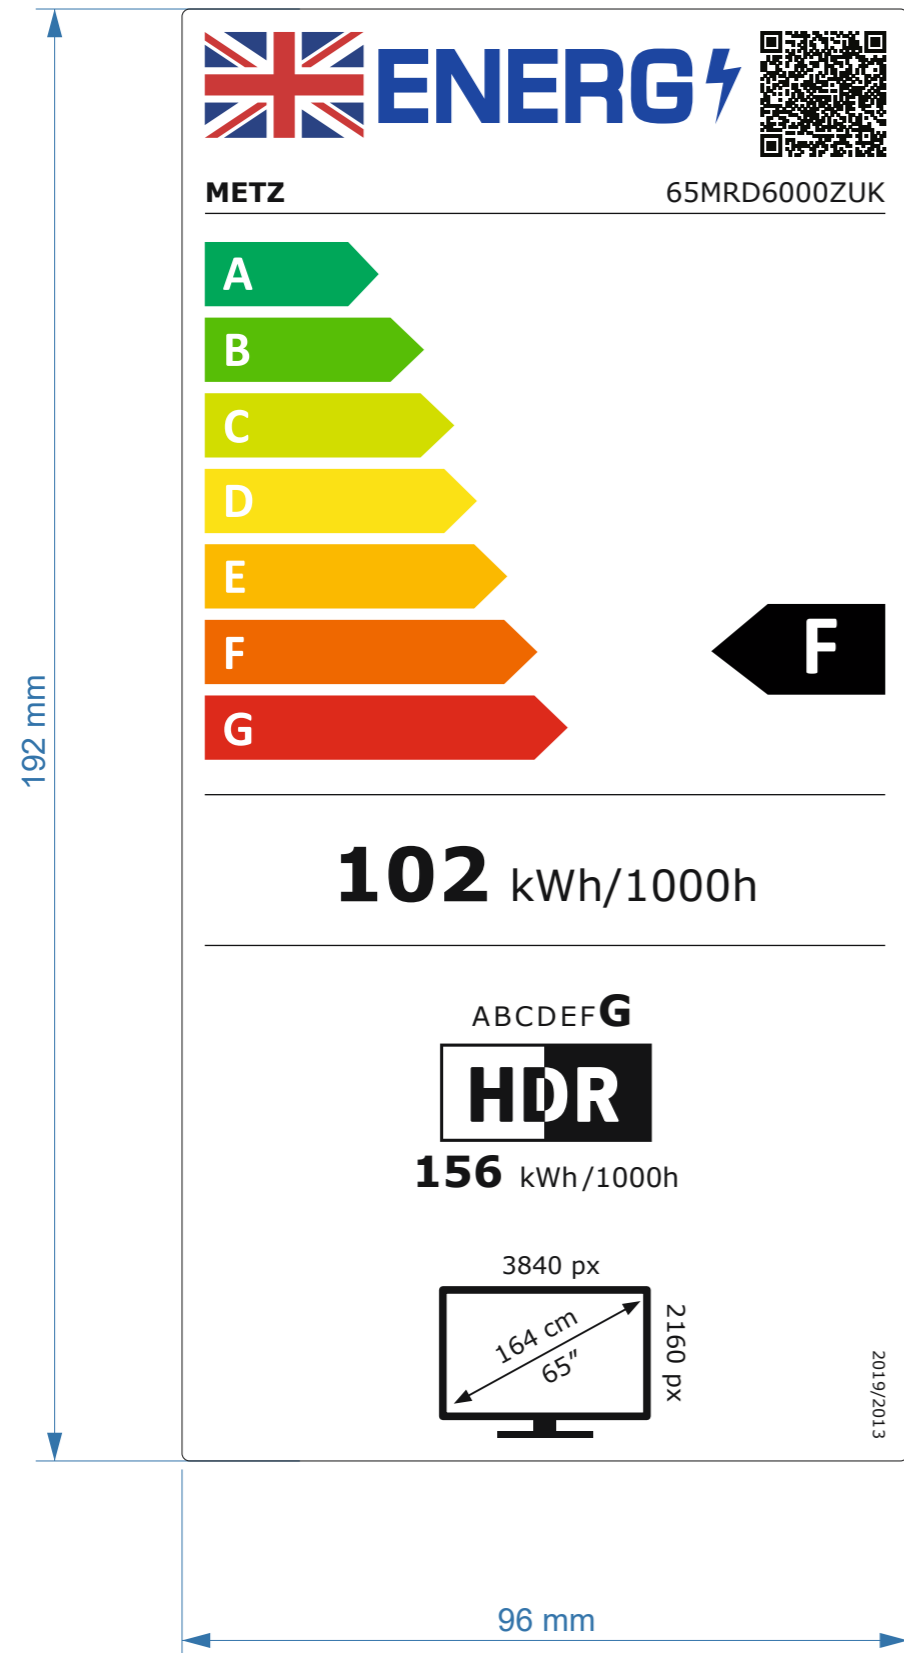 ENERG
METZ 65MRD6000ZUK
A
B
C
D
E
F
F
G
102 kWh/1000h
ABCDEFG
HDR
156 kWh/1000h
3840 px
164 cm
65″
2160 px
2019/2013
192 mm
96 mm